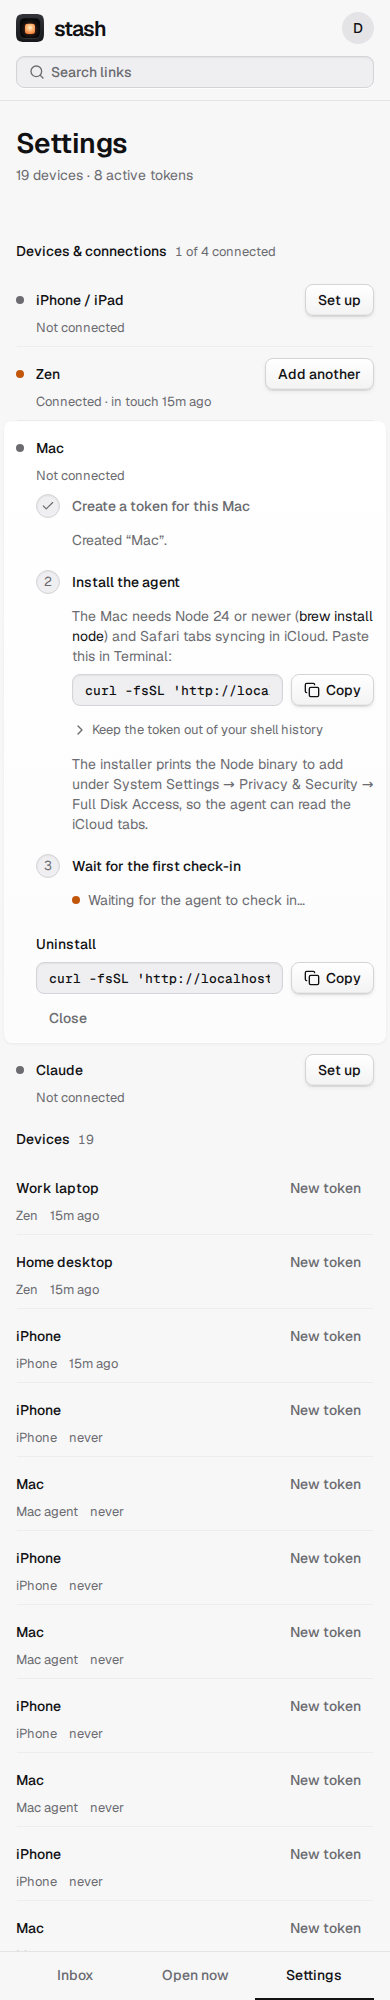 stash
D
Search links
Settings
19 devices · 8 active tokens
Devices & connections 1 of 4 connected
iPhone / iPad
Set up
Not connected
Zen
Add another
Connected · in touch 15m ago
Mac
Not connected
Create a token for this Mac
Created “Mac”.
2 Install the agent
The Mac needs Node 24 or newer (brew install
node) and Safari tabs syncing in iCloud. Paste
this in Terminal:
curl -fsSL 'http://loca
Copy
Keep the token out of your shell history
The installer prints the Node binary to add
under System Settings → Privacy & Security →
Full Disk Access, so the agent can read the
iCloud tabs.
3 Wait for the first check-in
Waiting for the agent to check in…
Uninstall
curl -fsSL 'http://localhost
Copy
Close
Claude
Set up
Not connected
Devices 19
Work laptop
New token
Zen 15m ago
Home desktop
New token
Zen 15m ago
iPhone
New token
iPhone 15m ago
iPhone
New token
iPhone never
Mac
New token
Mac agent never
iPhone
New token
iPhone never
Mac
New token
Mac agent never
iPhone
New token
iPhone never
Mac
New token
Mac agent never
iPhone
New token
iPhone never
Mac
New token
Inbox
Open now
Settings